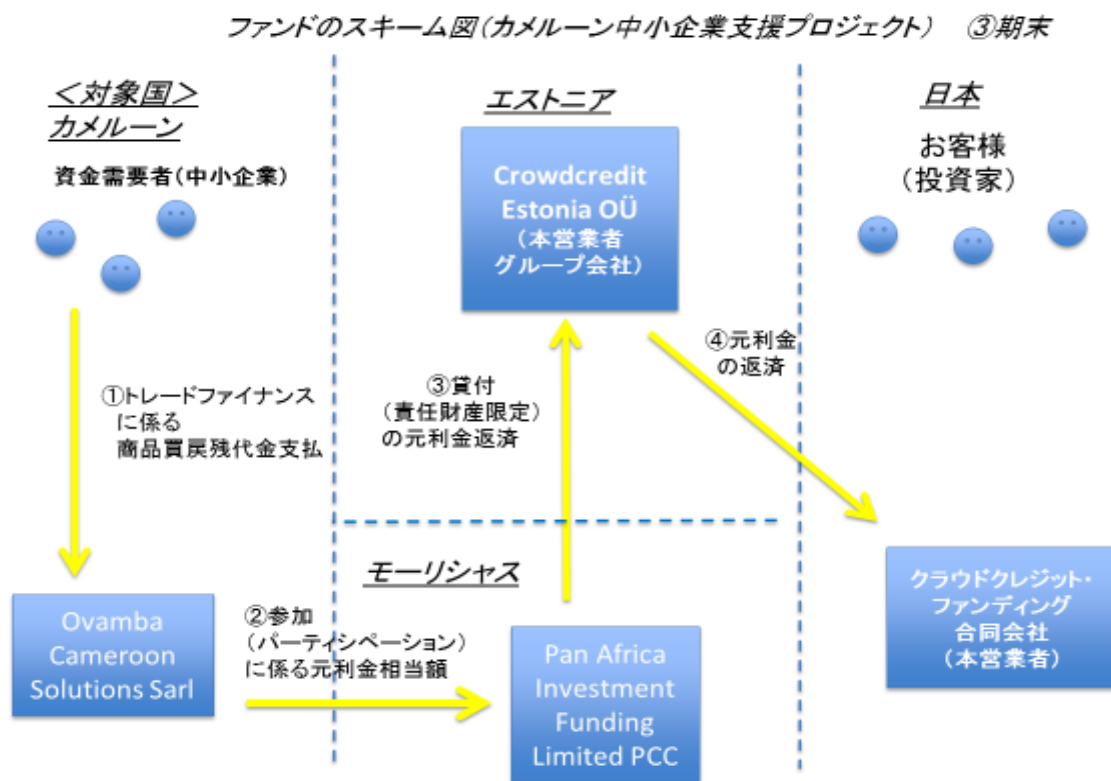 ファンドのスキーム図(カメルーン中小企業支援プロジェクト) ③期末
<対象国>
カメルーン
資金需要者(中小企業)
エストニア
Crowdcredit
Estonia OÜ
(本営業者
グループ会社)
日本
お客様
(投資家)
①トレードファイナンス
に係る
商品買戻残代金支払
③貸付
(責任財産限定)
の元利金返済
④元利金
の返済
モーリシャス
Ovamba
Cameroon
Solutions Sarl
②参加
(パーティシペーション)
に係る元利金相当額
Pan Africa
Investment
Funding
Limited PCC
クラウドクレジット・
ファンディング
合同会社
(本営業者)